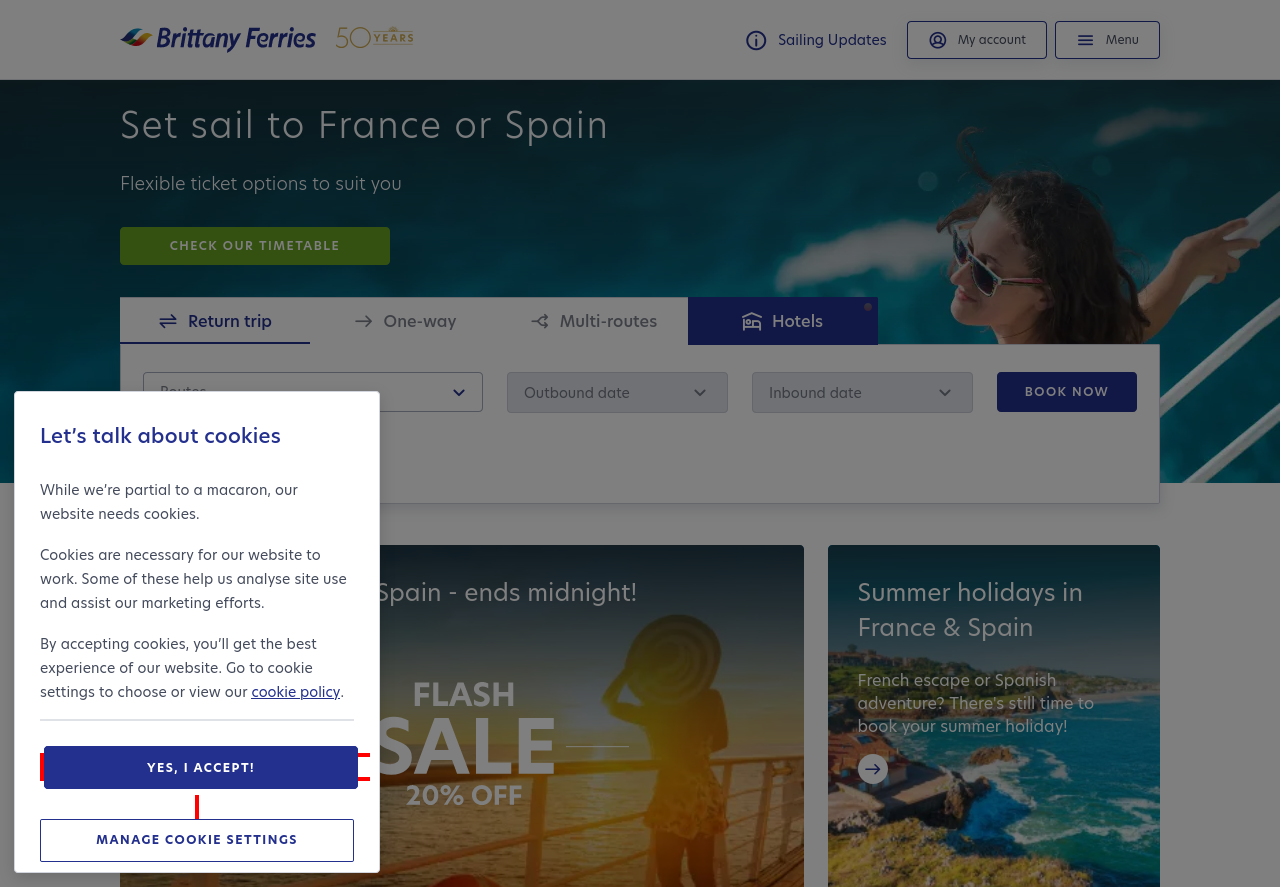 Brittany Ferries
50 YEARS
Sailing Updates
My account
Menu
Set sail to France or Spain
Flexible ticket options to suit you
CHECK OUR TIMETABLE
Return trip
One-way
Multi-routes
Hotels
Outbound date
Inbound date
BOOK NOW
Let's talk about cookies
While we're partial to a macaron, our
website needs cookies.
Cookies are necessary for our website to
work. Some of these help us analyse site use
and assist our marketing efforts.
By accepting cookies, you'll get the best
experience of our website. Go to cookie
settings to choose or view our cookie policy.
YES, I ACCEPT!
MANAGE COOKIE SETTINGS
Spain - ends midnight!
FLASH
SALE
20% OFF
Summer holidays in
France & Spain
French escape or Spanish
adventure? There's still time to
book your summer holiday!